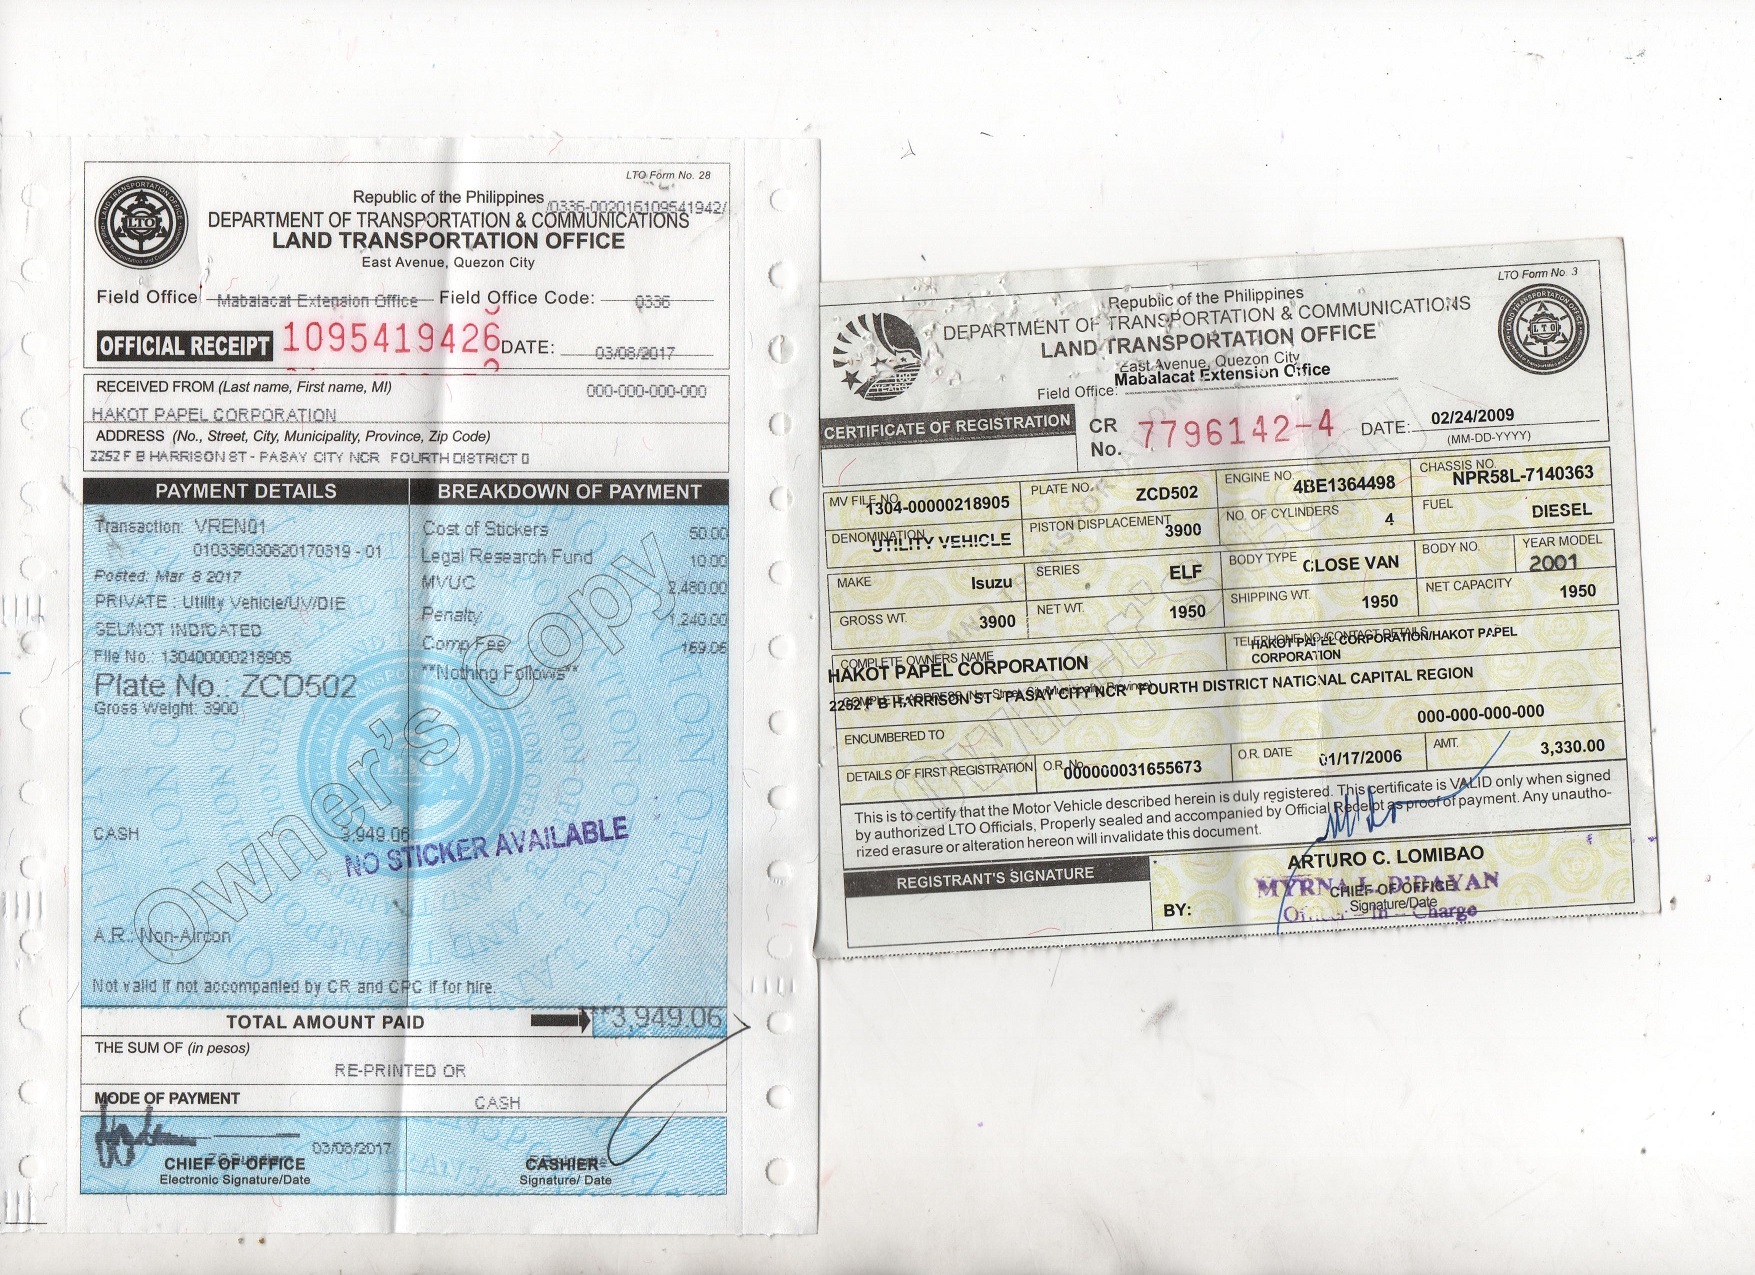 LTO Form No. 28
Republic of the Philippines
/0336-002016109541942/
DEPARTMENT OF TRANSPORTATION & COMMUNICATIONS
LAND TRANSPORTATION OFFICE
East Avenue, Quezon City
Field Office Mabalacat Extension Office Field Office Code: 0336
OFFICIAL RECEIPT 1095419426 DATE: 03/08/2017
RECEIVED FROM (Last name, First name, MI) 000-000-000-000
HAKOT PAPEL CORPORATION
ADDRESS (No., Street, City, Municipality, Province, Zip Code)
2252 F B HARRISON ST - PASAY CITY NCR FOURTH DISTRICT D
PAYMENT DETAILS BREAKDOWN OF PAYMENT
Transaction: VREN01 Cost of Stickers 50.00
010336030820170319 - 01 Legal Research Fund 10.00
Posted: Mar 8 2017 MVUC 2,480.00
PRIVATE : Utility Vehicle/UV/DIE Penalty 1,240.00
SEL/NOT INDICATED Comp Fee 169.06
File No.: 130400000218905 **Nothing Follows**
Plate No.: ZCD502
Gross Weight: 3900
Owner's Copy
CASH 3,949.06
NO STICKER AVAILABLE
A.R.: Non-Aircon
Not valid if not accompanied by CR and CPC if for hire.
TOTAL AMOUNT PAID ***3,949.06
THE SUM OF (in pesos)
RE-PRINTED OR
MODE OF PAYMENT CASH
03/08/2017
CHIEF OF OFFICE CASHIER
Electronic Signature/Date Signature/ Date
LTO Form No. 3
Republic of the Philippines
DEPARTMENT OF TRANSPORTATION & COMMUNICATIONS
LAND TRANSPORTATION OFFICE
East Avenue, Quezon City
Field Office: Mabalacat Extension Office
CERTIFICATE OF REGISTRATION CR No. 7796142-4 DATE: 02/24/2009
(MM-DD-YYYY)
MV FILE NO. 1304-00000218905 PLATE NO. ZCD502 ENGINE NO. 4BE1364498 CHASSIS NO. NPR58L-7140363
DENOMINATION UTILITY VEHICLE PISTON DISPLACEMENT 3900 NO. OF CYLINDERS 4 FUEL DIESEL
MAKE Isuzu SERIES ELF BODY TYPE CLOSE VAN BODY NO. YEAR MODEL 2001
GROSS WT. 3900 NET WT. 1950 SHIPPING WT. 1950 NET CAPACITY 1950
COMPLETE OWNERS NAME TELEPHONE NO./CONTACT DETAILS
HAKOT PAPEL CORPORATION HAKOT PAPEL CORPORATION/HAKOT PAPEL
CORPORATION
COMPLETE ADDRESS (No., Street, City/Municipality, Province)
2252 F B HARRISON ST - PASAY CITY NCR FOURTH DISTRICT NATIONAL CAPITAL REGION
ENCUMBERED TO 000-000-000-000
DETAILS OF FIRST REGISTRATION O.R. No. 000000031655673 O.R. DATE 01/17/2006 AMT. 3,330.00
This is to certify that the Motor Vehicle described herein is duly registered. This certificate is VALID only when signed
by authorized LTO Officials, Properly sealed and accompanied by Official Receipt as proof of payment. Any unautho-
rized erasure or alteration hereon will invalidate this document.
REGISTRANT'S SIGNATURE
ARTURO C. LOMIBAO
MYRNA L. D'DAYAN
CHIEF OF OFFICE
BY: Signature/Date
Officer - In - Charge